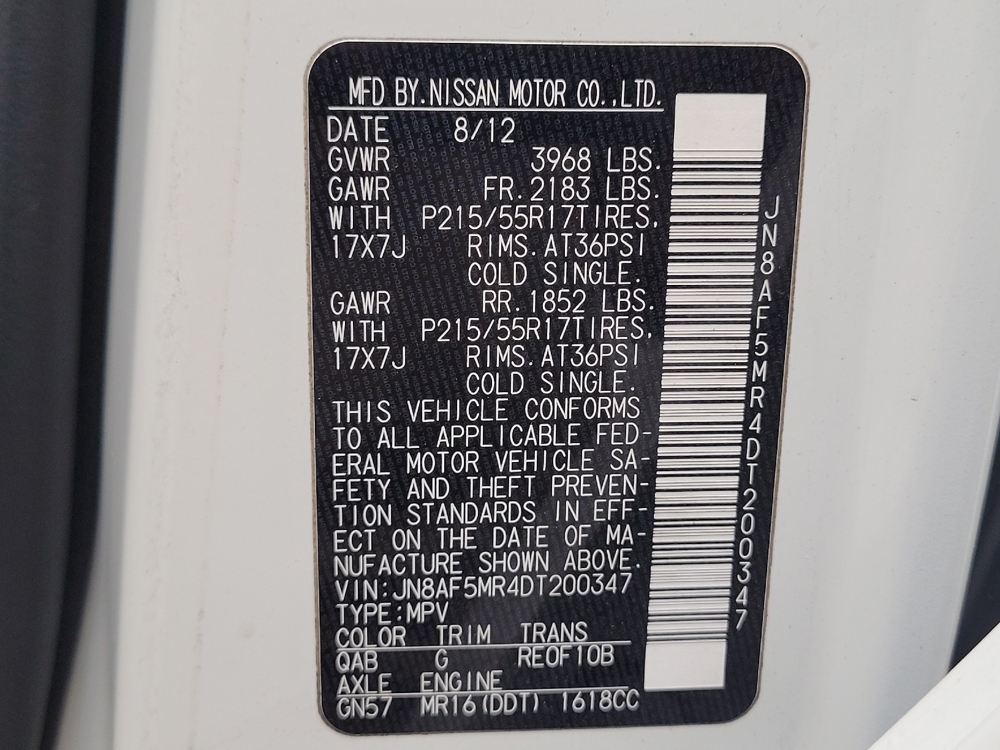 MFD BY.NISSAN MOTOR CO.,LTD.
DATE 8/12
GVWR 3968 LBS.
GAWR FR.2183 LBS.
WITH P215/55R17TIRES,
17X7J RIMS.AT36PSI
COLD SINGLE.
GAWR RR.1852 LBS.
WITH P215/55R17TIRES,
17X7J RIMS.AT36PSI
COLD SINGLE.
THIS VEHICLE CONFORMS
TO ALL APPLICABLE FED-
ERAL MOTOR VEHICLE SA-
FETY AND THEFT PREVEN-
TION STANDARDS IN EFF-
ECT ON THE DATE OF MA-
NUFACTURE SHOWN ABOVE.
VIN:JN8AF5MR4DT200347
TYPE:MPV
COLOR TRIM TRANS
QAB G REOF10B
AXLE ENGINE
GN57 MR16(DDT) 1618CC
JN8AF5MR4DT200347